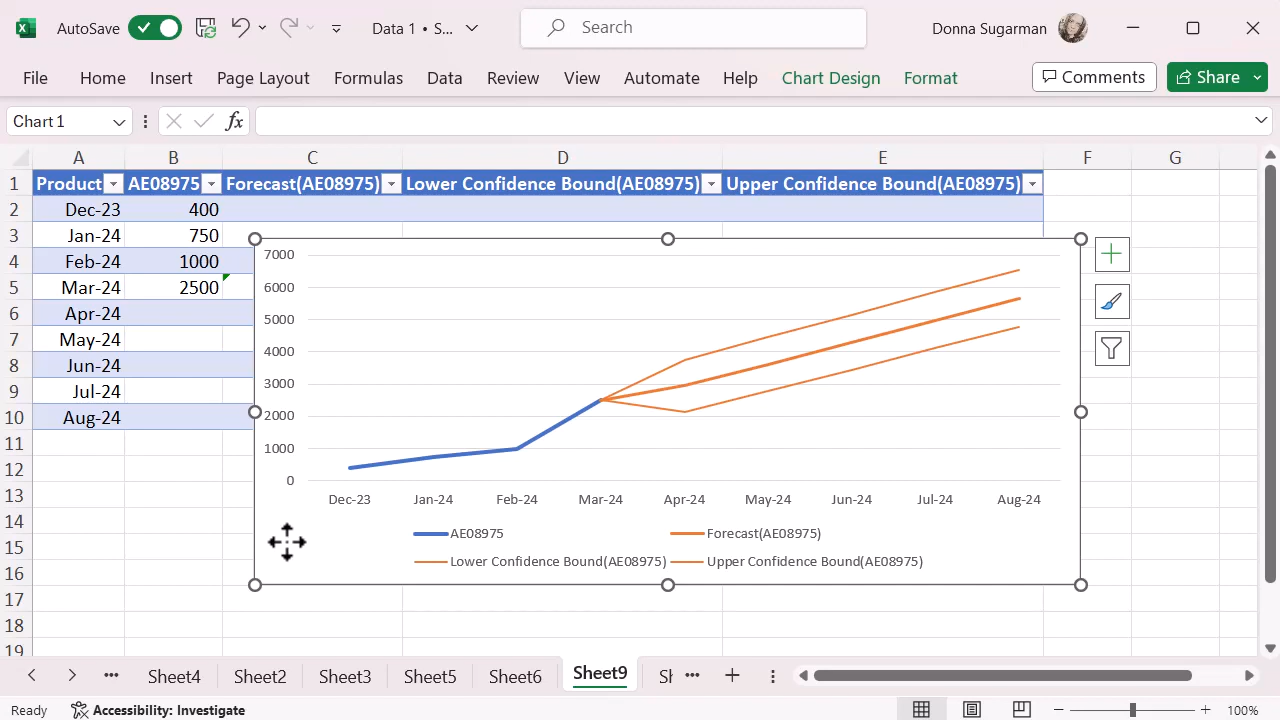 AutoSave Data 1 • S... Search Donna Sugarman
File Home Insert Page Layout Formulas Data Review View Automate Help Chart Design Format Comments Share
Chart 1 fx
A B C D E F G
1 Product AE08975 Forecast(AE08975) Lower Confidence Bound(AE08975) Upper Confidence Bound(AE08975)
2 Dec-23 400
3 Jan-24 750
4 Feb-24 1000
5 Mar-24 2500
6 Apr-24
7 May-24
8 Jun-24
9 Jul-24
10 Aug-24
11
12
13
14
15
16
17
18
19
7000
6000
5000
4000
3000
2000
1000
0
Dec-23 Jan-24 Feb-24 Mar-24 Apr-24 May-24 Jun-24 Jul-24 Aug-24
AE08975 Forecast(AE08975)
Lower Confidence Bound(AE08975) Upper Confidence Bound(AE08975)
Sheet4 Sheet2 Sheet3 Sheet5 Sheet6 Sheet9 Sh
Ready Accessibility: Investigate 100%